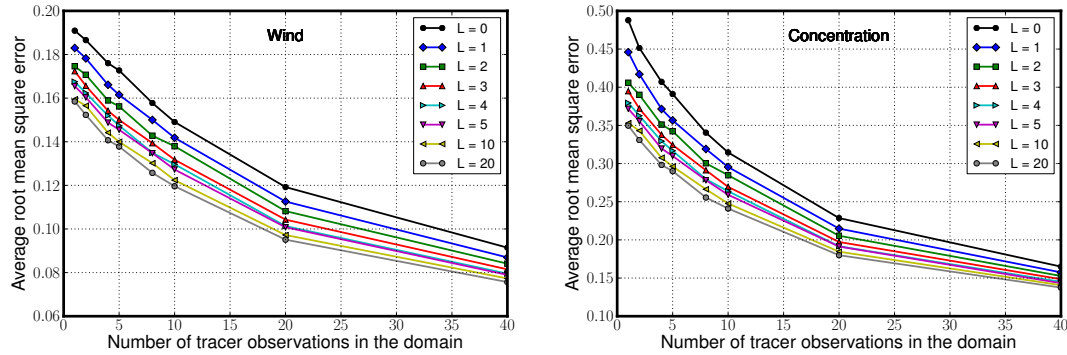 Wind
Average root mean square error
0.20
0.18
0.16
0.14
0.12
0.10
0.08
0.06
L = 0
L = 1
L = 2
L = 3
L = 4
L = 5
L = 10
L = 20
0 5 10 15 20 25 30 35 40
Number of tracer observations in the domain
Concentration
Average root mean square error
0.50
0.45
0.40
0.35
0.30
0.25
0.20
0.15
0.10
L = 0
L = 1
L = 2
L = 3
L = 4
L = 5
L = 10
L = 20
0 5 10 15 20 25 30 35 40
Number of tracer observations in the domain